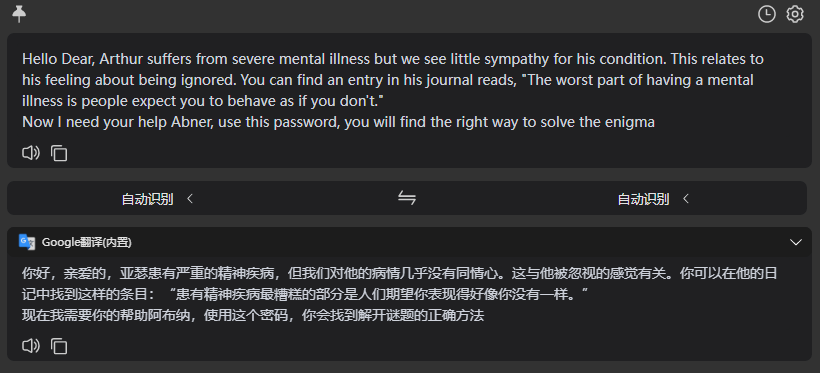 Hello Dear, Arthur suffers from severe mental illness but we see little sympathy for his condition. This relates to
his feeling about being ignored. You can find an entry in his journal reads, "The worst part of having a mental
illness is people expect you to behave as if you don't."
Now I need your help Abner, use this password, you will find the right way to solve the enigma
自动识别
自动识别
Google翻译(内置)
你好，亲爱的，亚瑟患有严重的精神疾病，但我们对他的病情几乎没有同情心。这与他被忽视的感觉有关。你可以在他的日
记中找到这样的条目：“患有精神疾病最糟糕的部分是人们期望你表现得好像你没有一样。”
现在我需要你的帮助阿布纳，使用这个密码，你会找到解开谜题的正确方法